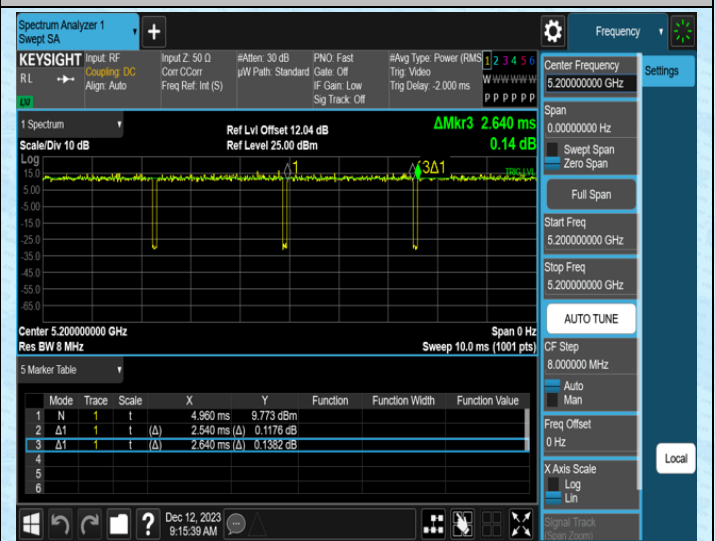 Spectrum Analyzer 1
Swept SA
+
Frequency
KEYSIGHT
RL
LXI
Input: RF
Coupling: DC
Align: Auto
Input Z: 50 Ω
Corr CCorr
Freq Ref: Int (S)
#Atten: 30 dB
µW Path: Standard
PNO: Fast
Gate: Off
IF Gain: Low
Sig Track: Off
#Avg Type: Power (RMS
Trig: Video
Trig Delay: -2.000 ms
1 2 3 4 5 6
W W W W W W
P P P P P P
Center Frequency
5.200000000 GHz
Settings
Span
0.00000000 Hz
Swept Span
Zero Span
Full Span
Start Freq
5.200000000 GHz
Stop Freq
5.200000000 GHz
AUTO TUNE
CF Step
8.000000 MHz
Auto
Man
Freq Offset
0 Hz
X Axis Scale
Log
Lin
Signal Track
(Span Zoom)
Local
1 Spectrum
Scale/Div 10 dB
Ref Lvl Offset 12.04 dB
Ref Level 25.00 dBm
ΔMkr3 2.640 ms
0.14 dB
Log
15.0
5.00
-5.00
-15.0
-25.0
-35.0
-45.0
-55.0
-65.0
1
3Δ1
TRIG LVL
Center 5.200000000 GHz
Res BW 8 MHz
Span 0 Hz
Sweep 10.0 ms (1001 pts)
5 Marker Table
Mode Trace Scale X Y Function Function Width Function Value
1 N 1 t 4.960 ms 9.773 dBm
2 Δ1 1 t (Δ) 2.540 ms (Δ) 0.1176 dB
3 Δ1 1 t (Δ) 2.640 ms (Δ) 0.1382 dB
4
5
6
?
Dec 12, 2023
9:15:39 AM